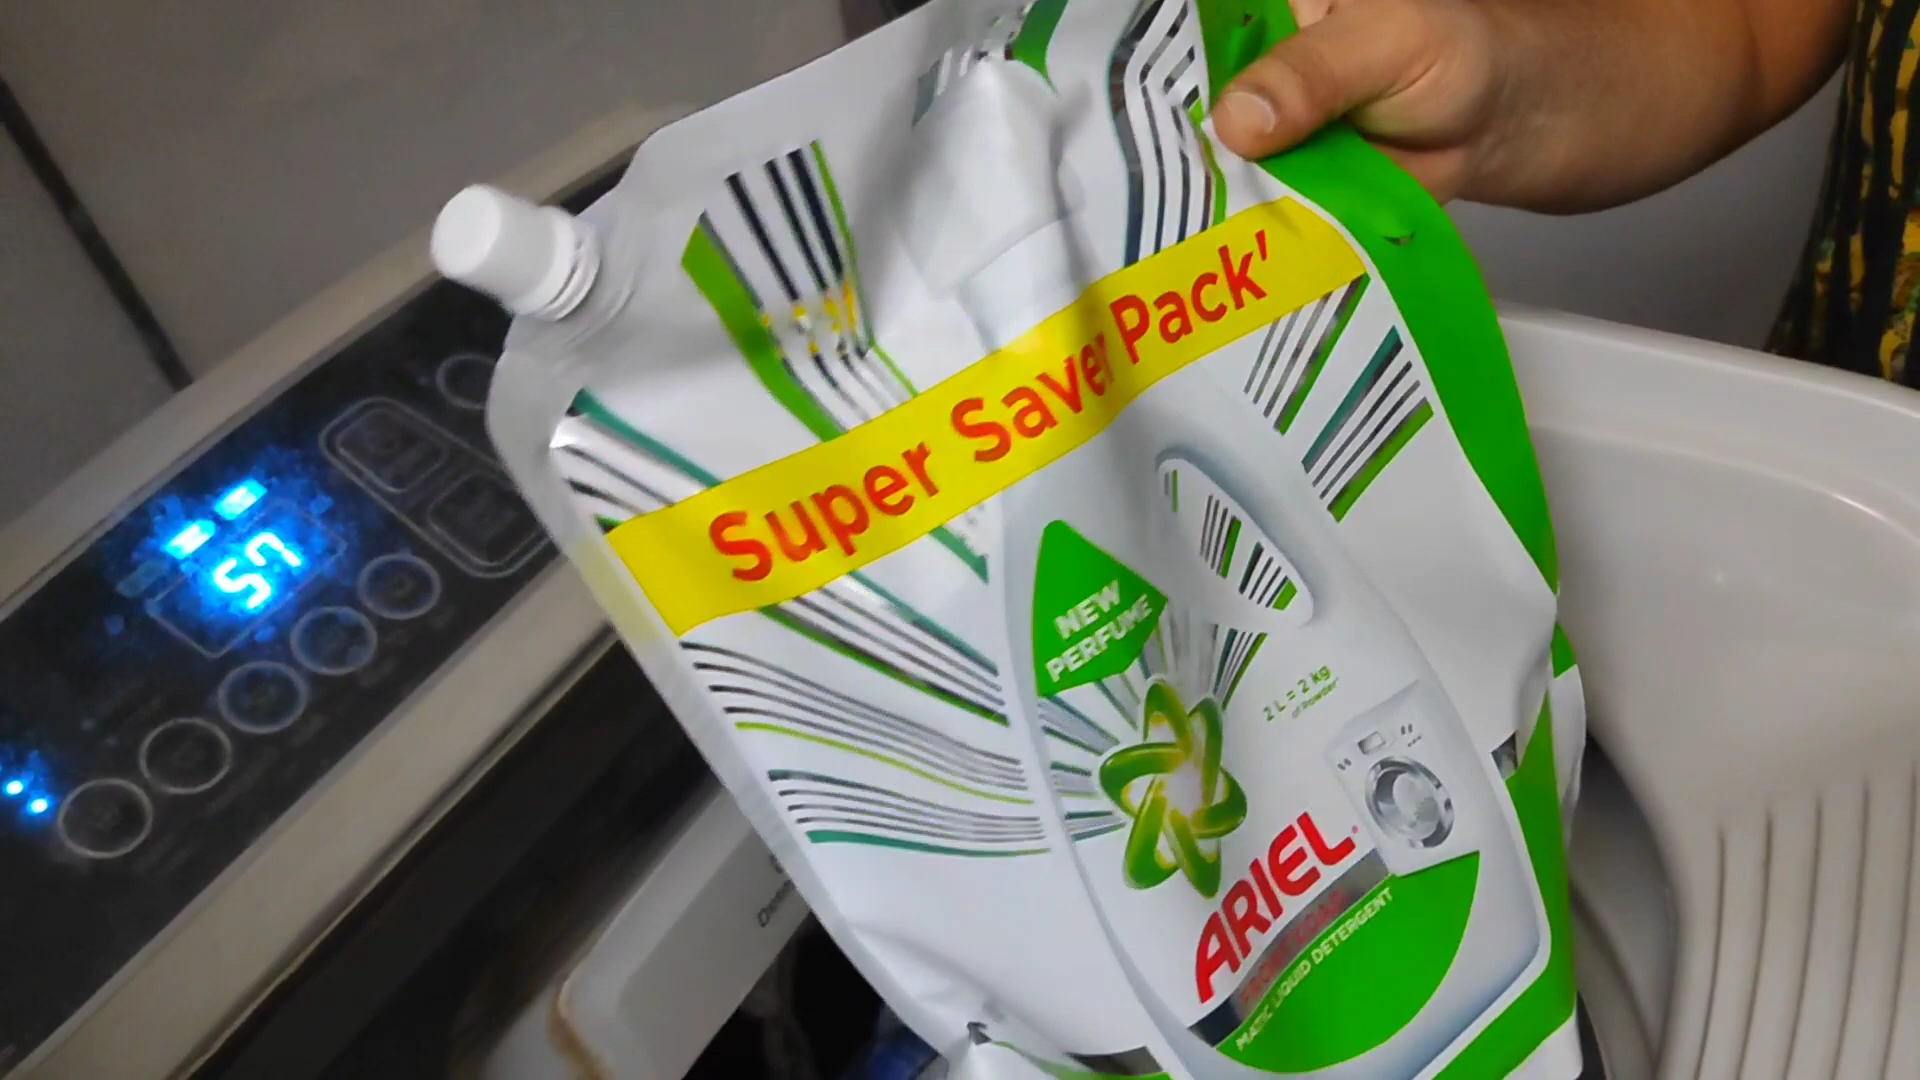 Super Saver Pack'
NEW
PERFUME
2 L = 2 kg
of Powder*
ARIEL
MATIC LIQUID DETERGENT
57